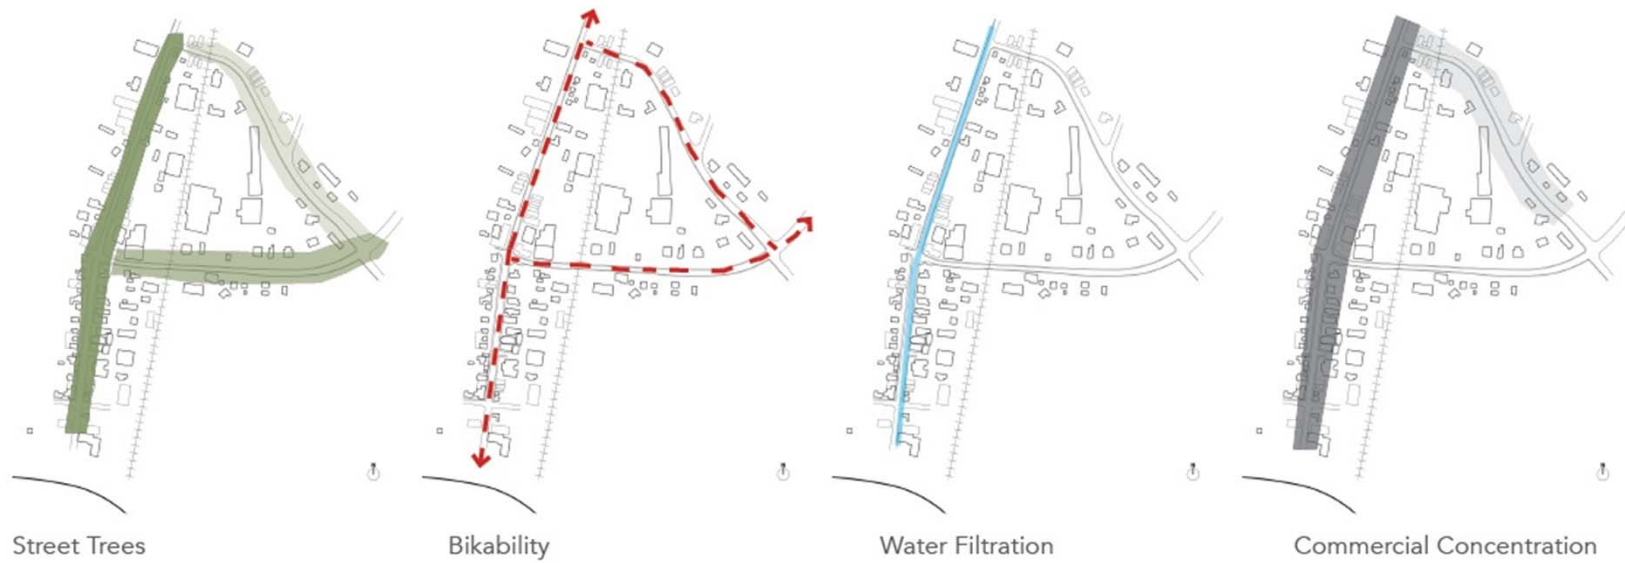 Street Trees
Bikability
Water Filtration
Commercial Concentration